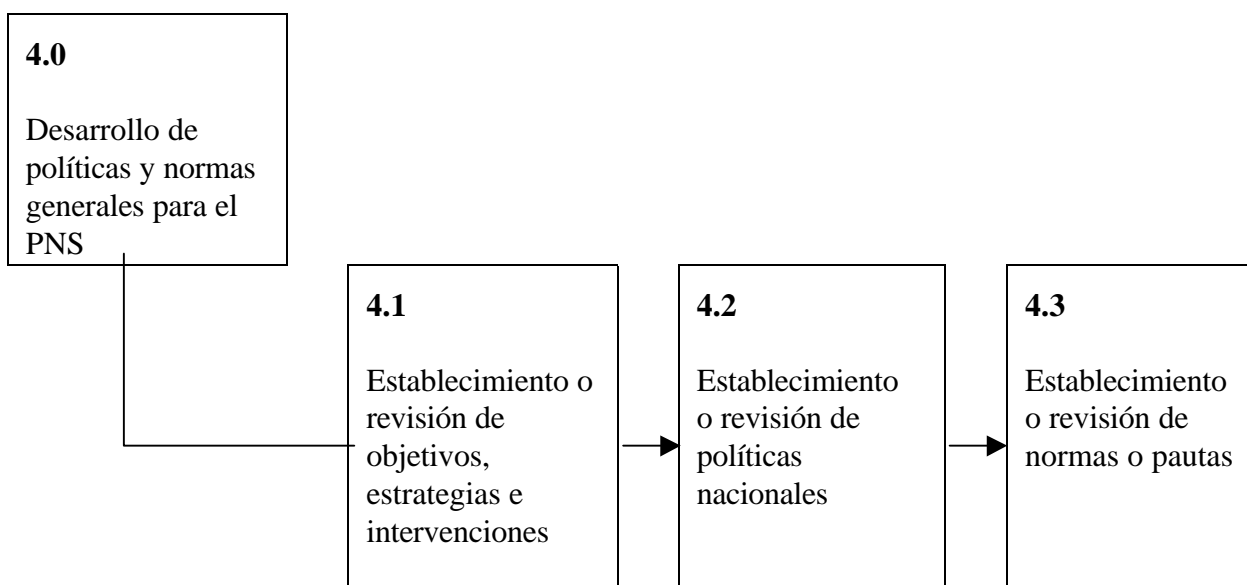 4.0
Desarrollo de
políticas y normas
generales para el
PNS
4.1
Establecimiento o
revisión de
objetivos,
estrategias e
intervenciones
4.2
Establecimiento
o revisión de
políticas
nacionales
4.3
Establecimiento
o revisión de
normas o pautas